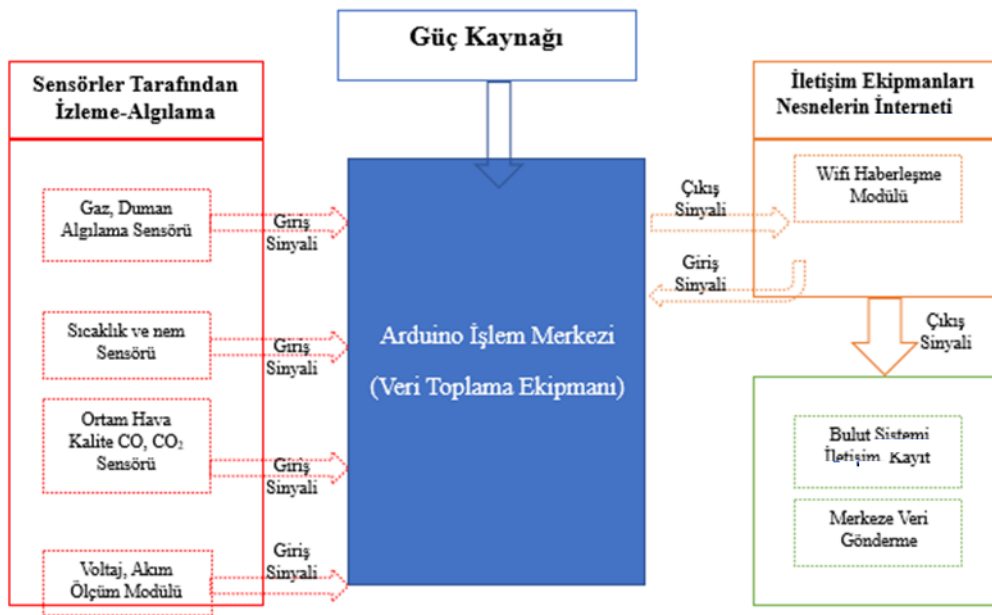 Güç Kaynağı
Sensörler Tarafından
İzleme-Algılama
Gaz, Duman
Algılama Sensörü
Giriş
Sinyali
Sıcaklık ve nem
Sensörü
Giriş
Sinyali
Ortam Hava
Kalite CO, CO₂
Sensörü
Giriş
Sinyali
Voltaj, Akım
Ölçüm Modülü
Giriş
Sinyali
Arduino İşlem Merkezi
(Veri Toplama Ekipmanı)
Çıkış
Sinyali
Giriş
Sinyali
İletişim Ekipmanları
Nesnelerin İnterneti
Wifi Haberleşme
Modülü
Çıkış
Sinyali
Bulut Sistemi
İletişim Kayıt
Merkeze Veri
Gönderme